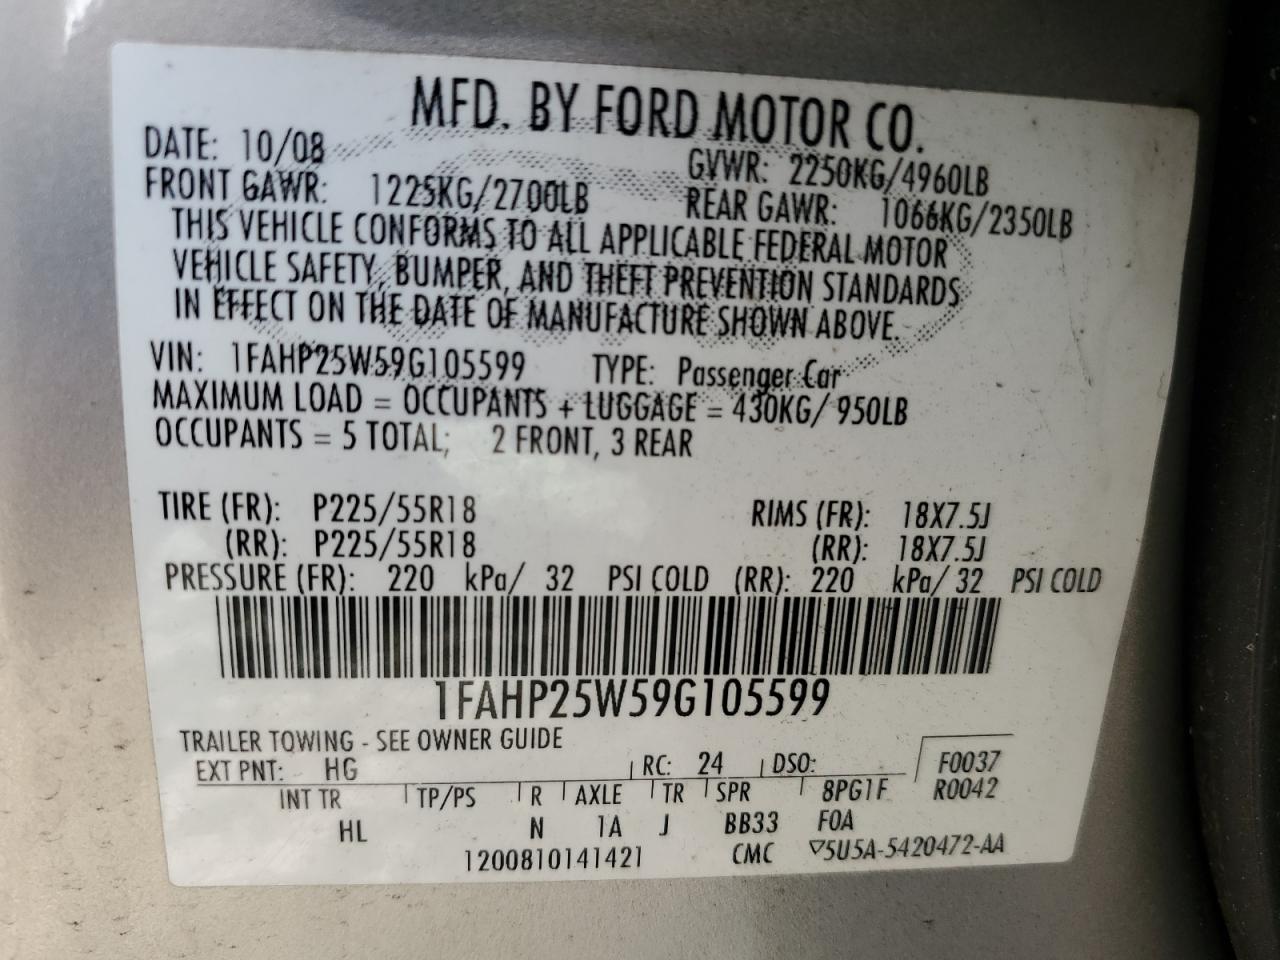 MFD. BY FORD MOTOR CO.
DATE: 10/08 GVWR: 2250KG/4960LB
FRONT GAWR: 1225KG/2700LB REAR GAWR: 1066KG/2350LB
THIS VEHICLE CONFORMS TO ALL APPLICABLE FEDERAL MOTOR
VEHICLE SAFETY, BUMPER, AND THEFT PREVENTION STANDARDS
IN EFFECT ON THE DATE OF MANUFACTURE SHOWN ABOVE.
VIN: 1FAHP25W59G105599 TYPE: Passenger Car
MAXIMUM LOAD = OCCUPANTS + LUGGAGE = 430KG/ 950LB
OCCUPANTS = 5 TOTAL; 2 FRONT, 3 REAR
TIRE (FR): P225/55R18 RIMS (FR): 18X7.5J
(RR): P225/55R18 (RR): 18X7.5J
PRESSURE (FR): 220 kPa/ 32 PSI COLD (RR): 220 kPa/ 32 PSI COLD
1FAHP25W59G105599
TRAILER TOWING - SEE OWNER GUIDE
EXT PNT: HG RC: 24 DSO: F0037
INT TR TP/PS R AXLE TR SPR 8PG1F R0042
HL N 1A J BB33 FOA
1200810141421 CMC ▽5U5A-5420472-AA